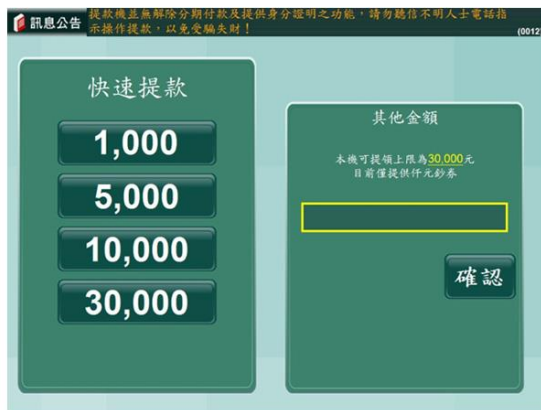 訊息公告
提款機並無解除分期付款及提供身分證明之功能，請勿聽信不明人士電話指
示操作提款，以免受騙失財！
(0012
快速提款
1,000
5,000
10,000
30,000
其他金額
本機可提領上限為30,000元
目前僅提供仟元鈔券
確認